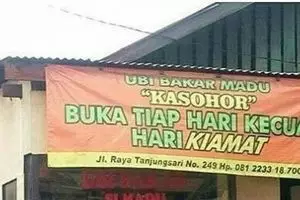 UBI BAKAR MADU
"KASOHOR"
BUKA TIAP HARI KECUA
HARI KIAMAT
Jl. Raya Tanjungsari No. 249 Hp. 081 2233 18 700